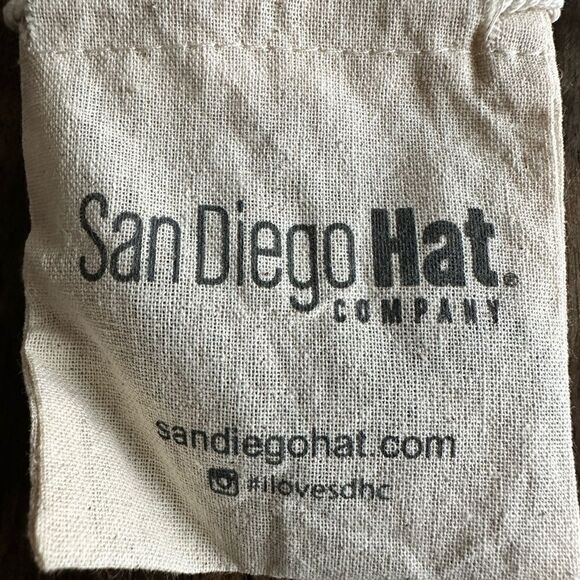 San Diego Hat®
COMPANY
sandiegohat.com
#ilovesdhc